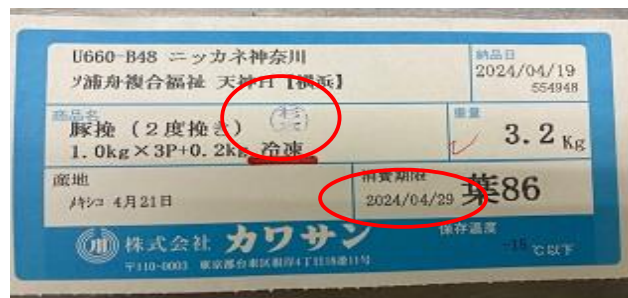 U660-B48 ニッカネ神奈川
ソ浦舟複合福祉 天神H【横浜】
納品日
2024/04/19
554948
商品名
豚挽(2度挽き)
1.0kg×3P+0.2kg 冷凍
重量
3.2 Kg
産地
メキシコ 4月21日
消費期限
2024/04/29
葉86
川 株式会社 カワサン
〒110-0003 東京都台東区根岸4丁目18番11号
保存温度
-15 ℃以下